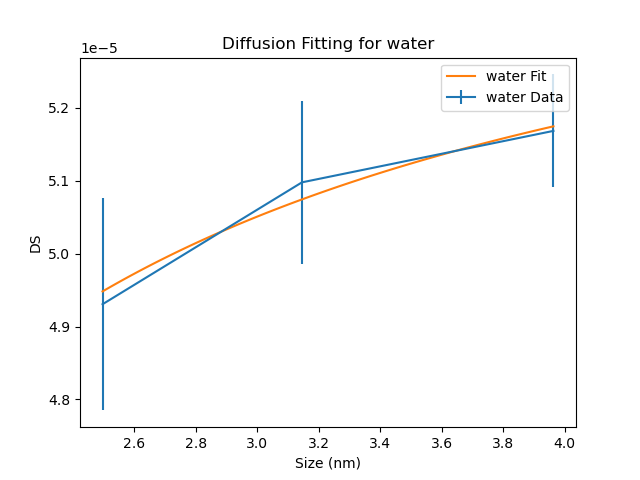 Diffusion Fitting for water
1e−5
water Fit
water Data
5.2
5.1
5.0
4.9
4.8
DS
2.6 2.8 3.0 3.2 3.4 3.6 3.8 4.0
Size (nm)